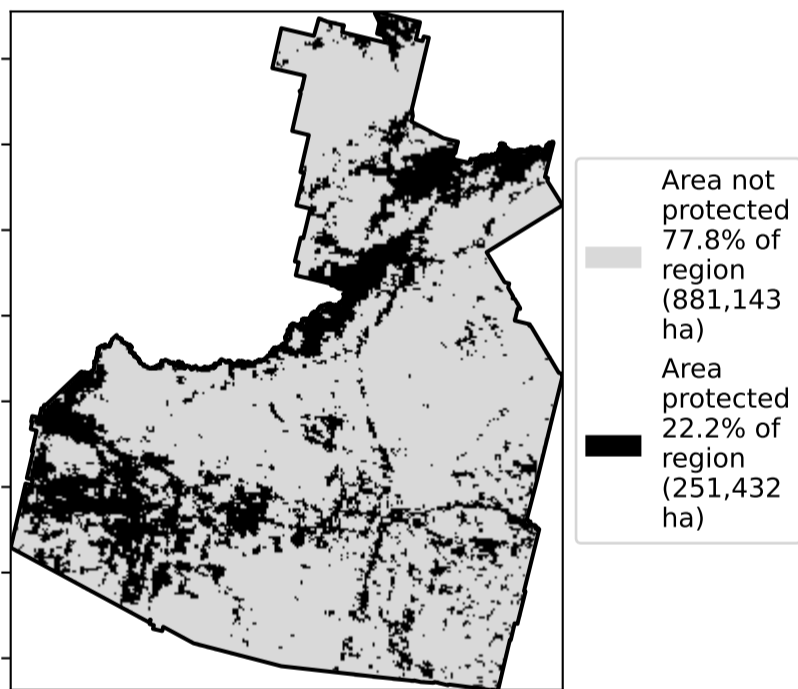 Area not
protected
77.8% of
region
(881,143
ha)
Area
protected
22.2% of
region
(251,432
ha)